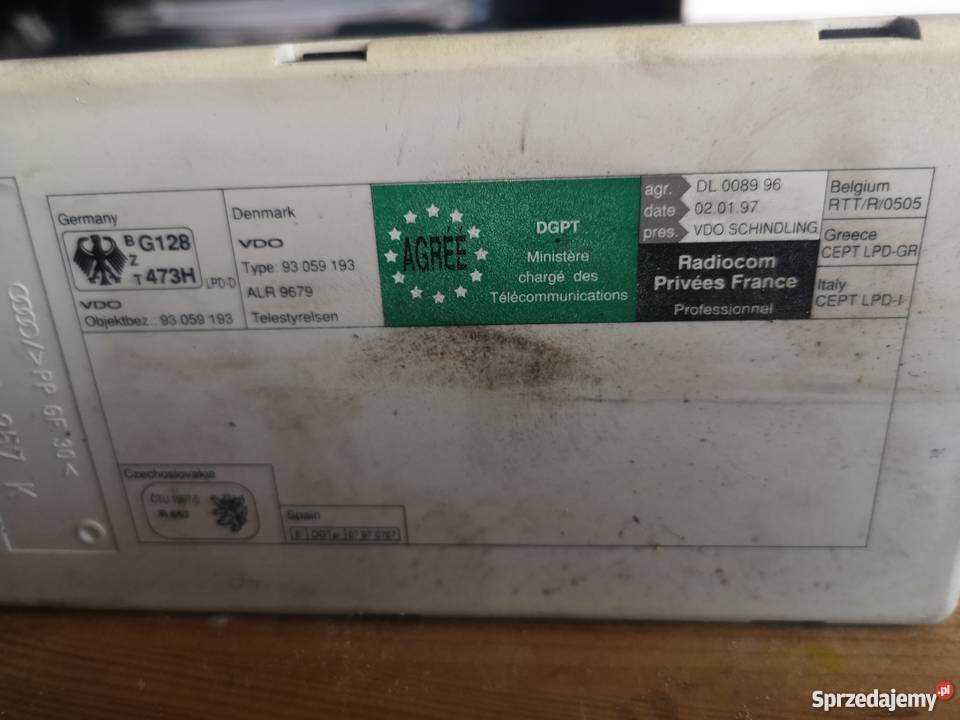 Germany
BZT G128 473H LPD-D
VDO
Objektbez.: 93 059 193
Denmark
VDO
Type: 93 059 193
ALR 9679
Telestyrelsen
AGRÉÉ
DGPT
Ministère
chargé des
Télécommunications
agr. DL 0089 96
date 02.01.97
pres. VDO SCHINDLING
Radiocom
Privées France
Professionnel
Belgium
RTT/R/0505
Greece
CEPT LPD-GR
Italy
CEPT LPD-I
>PP GF 30<
K
Czechoslovakia
Spain
Sprzedajemy.pl